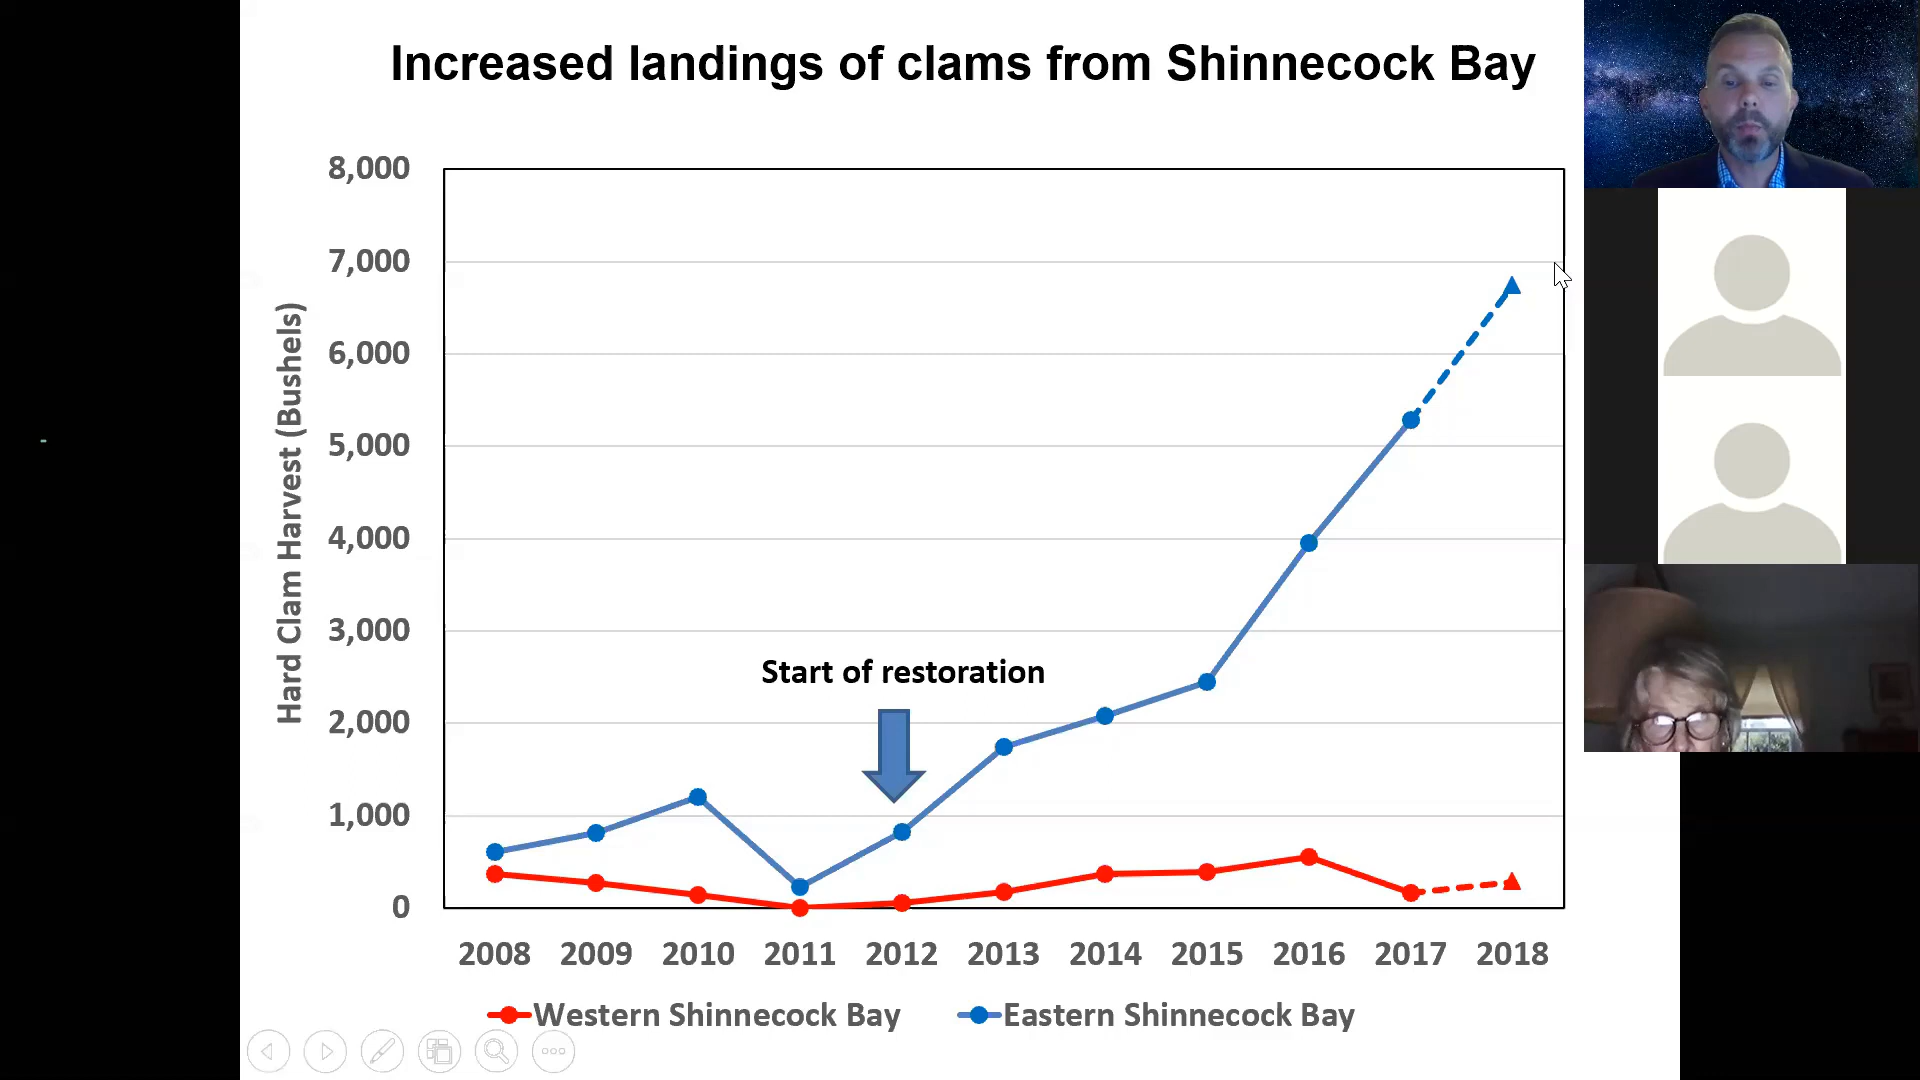 Increased landings of clams from Shinnecock Bay
8,000
7,000
6,000
5,000
4,000
3,000
2,000
1,000
0
Hard Clam Harvest (Bushels)
Start of restoration
2008 2009 2010 2011 2012 2013 2014 2015 2016 2017 2018
Western Shinnecock Bay Eastern Shinnecock Bay